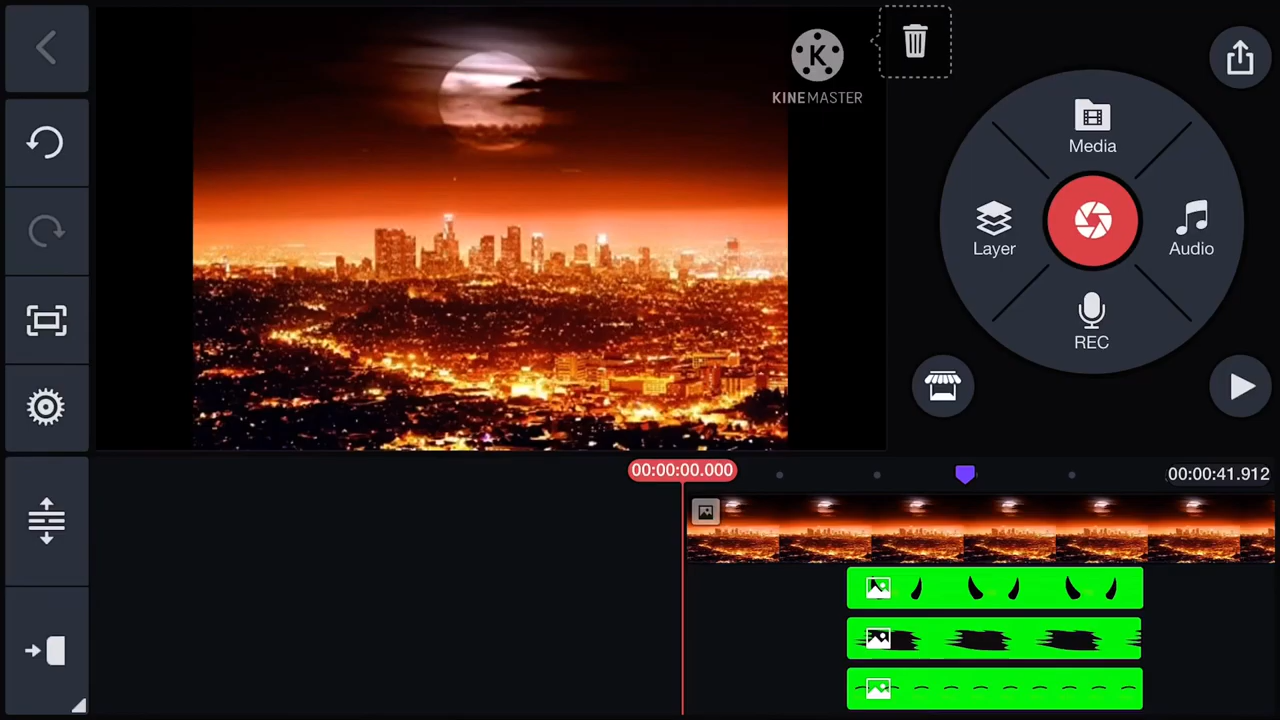 K
KINEMASTER
Media
Layer
Audio
REC
00:00:00.000
00:00:41.912